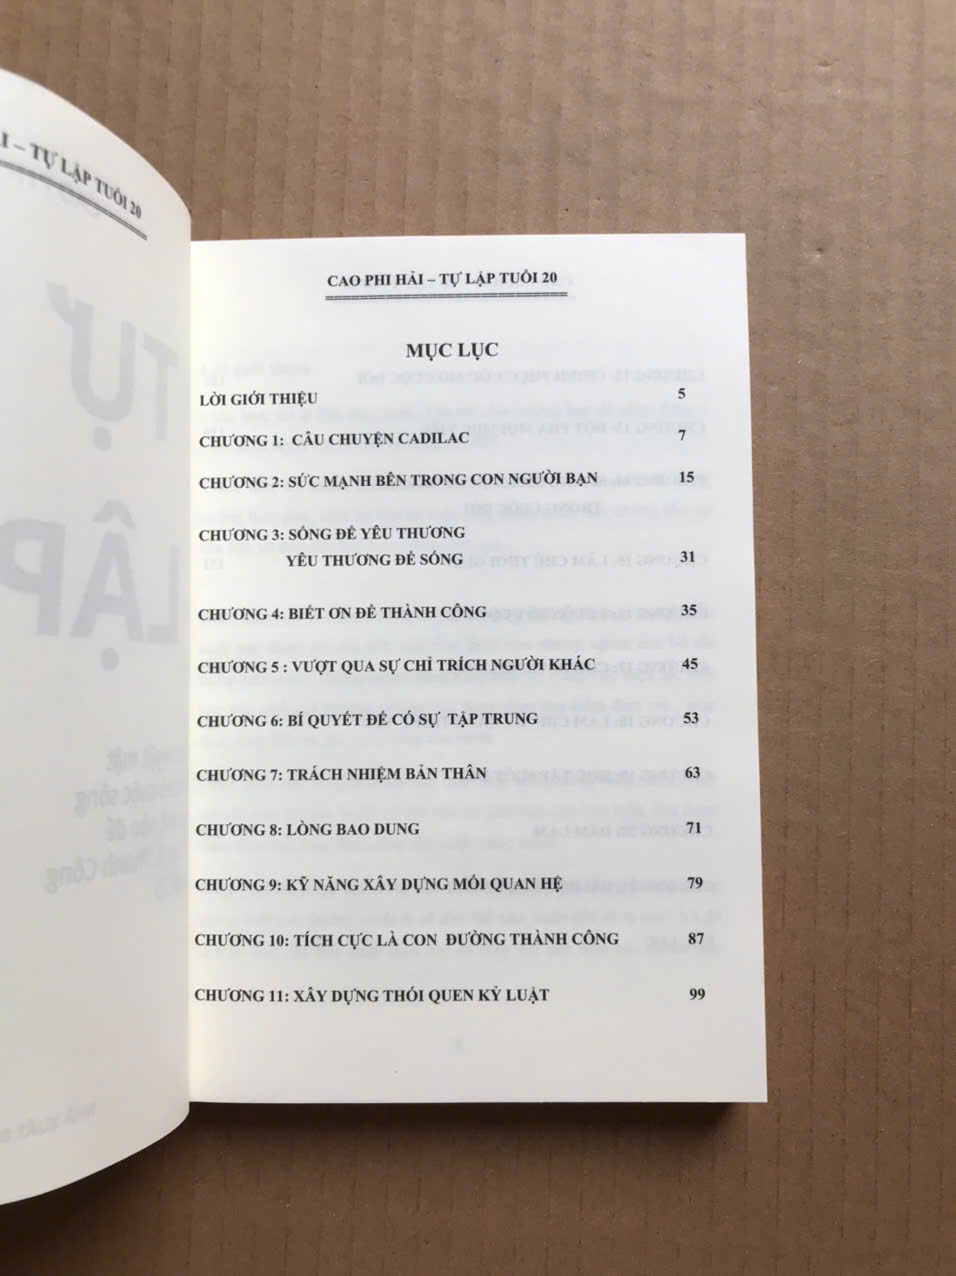 I – TỰ LẬP TUỔI 20
CAO PHI HẢI – TỰ LẬP TUỔI 20
MỤC LỤC
LỜI GIỚI THIỆU 5
CHƯƠNG 1: CÂU CHUYỆN CADILAC 7
CHƯƠNG 2: SỨC MẠNH BÊN TRONG CON NGƯỜI BẠN 15
CHƯƠNG 3: SỐNG ĐỂ YÊU THƯƠNG
YÊU THƯƠNG ĐỂ SỐNG 31
CHƯƠNG 4: BIẾT ƠN ĐỂ THÀNH CÔNG 35
CHƯƠNG 5 : VƯỢT QUA SỰ CHỈ TRÍCH NGƯỜI KHÁC 45
CHƯƠNG 6: BÍ QUYẾT ĐỂ CÓ SỰ TẬP TRUNG 53
CHƯƠNG 7: TRÁCH NHIỆM BẢN THÂN 63
CHƯƠNG 8: LÒNG BAO DUNG 71
CHƯƠNG 9: KỸ NĂNG XÂY DỰNG MỐI QUAN HỆ 79
CHƯƠNG 10: TÍCH CỰC LÀ CON ĐƯỜNG THÀNH CÔNG 87
CHƯƠNG 11: XÂY DỰNG THÓI QUEN KỶ LUẬT 99
TỰ
LẬP